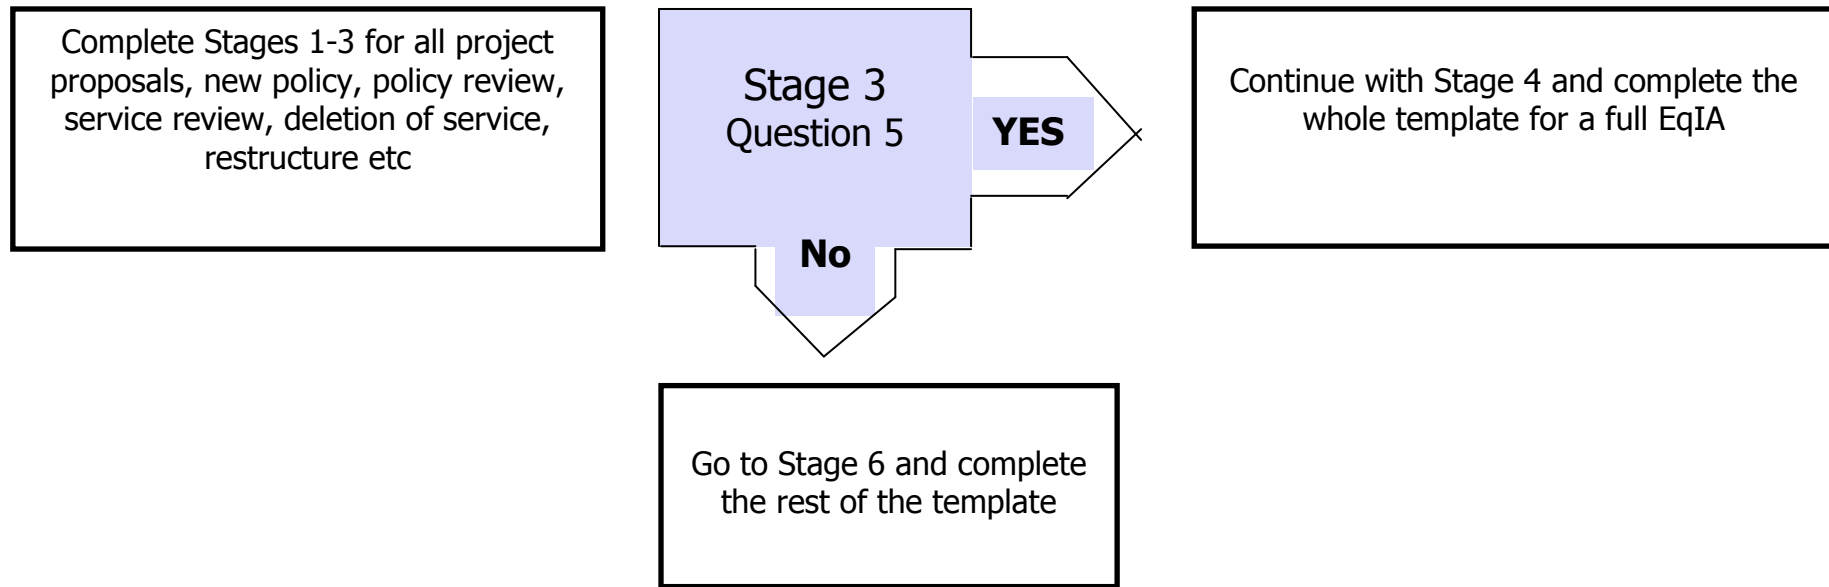 Complete Stages 1-3 for all project
proposals, new policy, policy review,
service review, deletion of service,
restructure etc
Stage 3
Question 5
YES
No
Continue with Stage 4 and complete the
whole template for a full EqIA
Go to Stage 6 and complete
the rest of the template